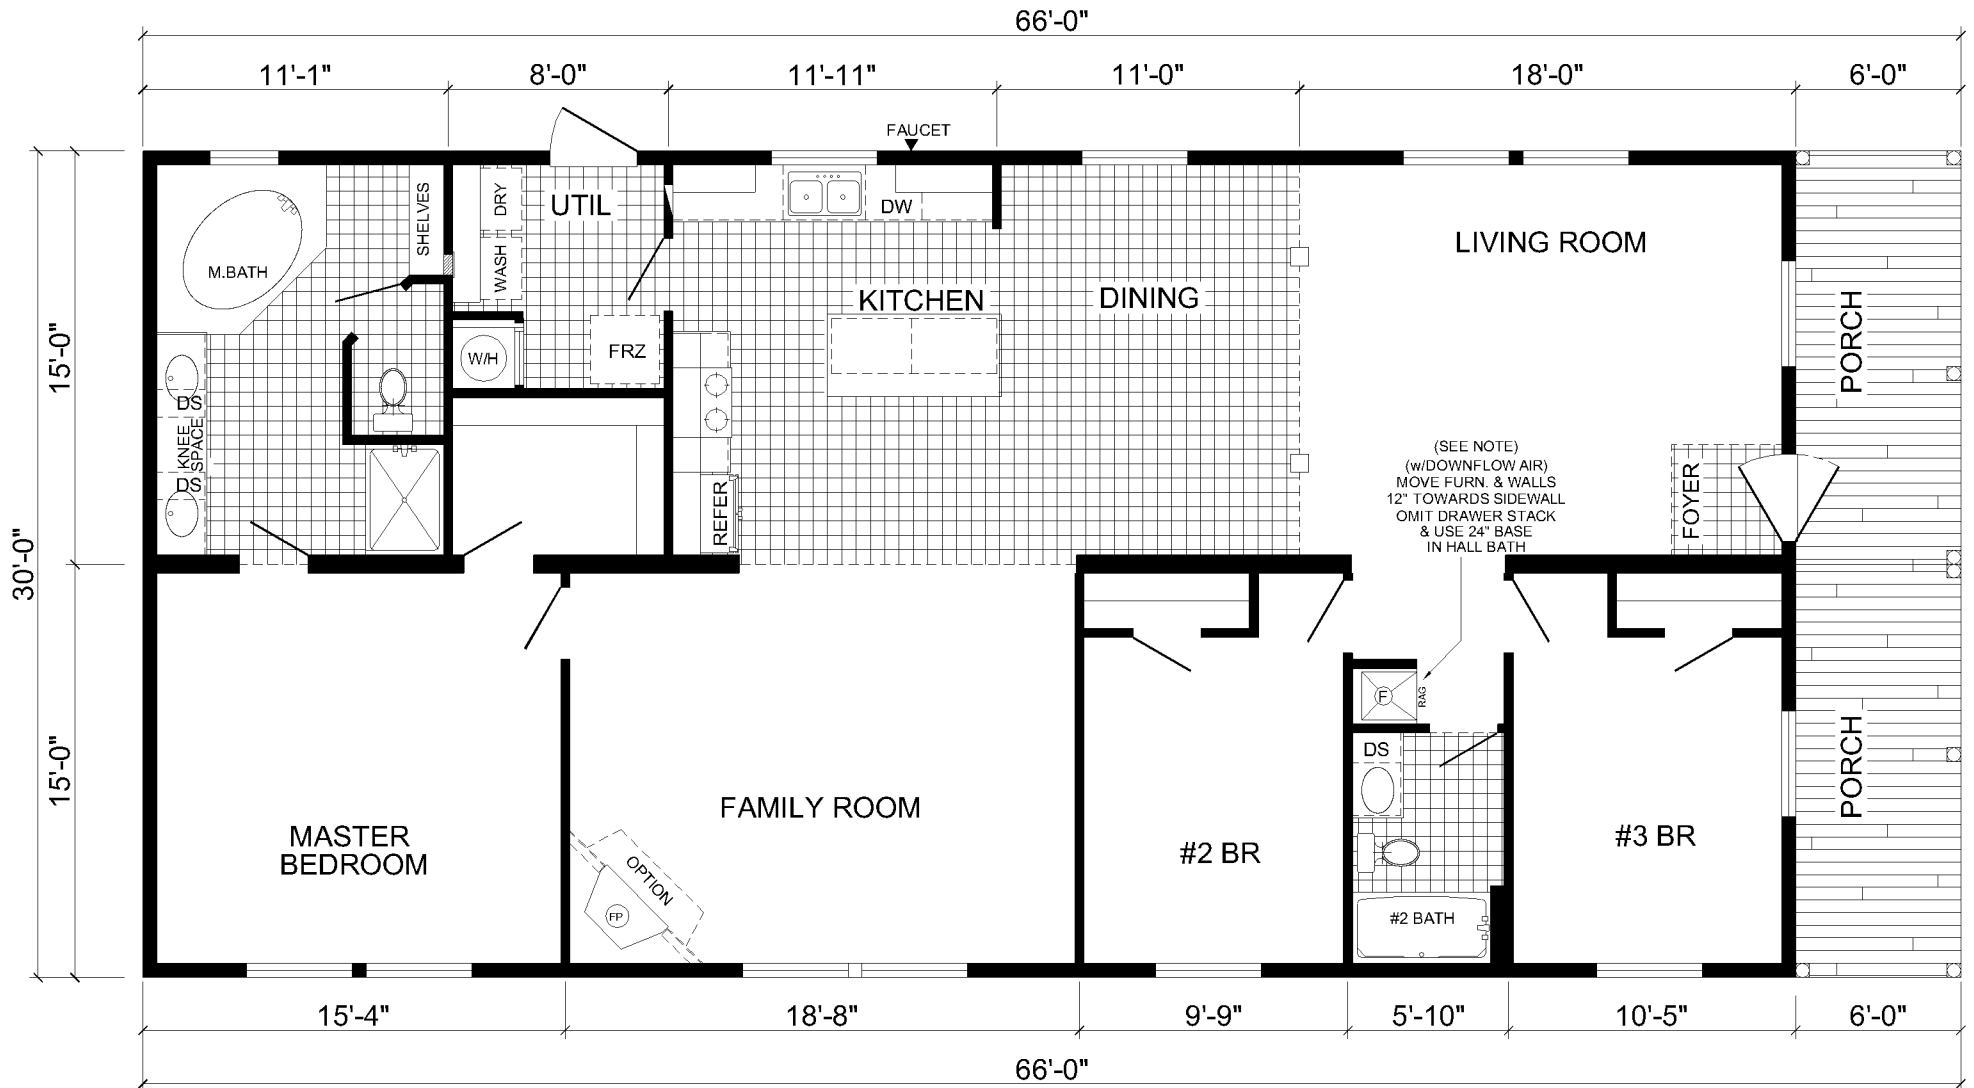 66'-0"
11'-1"
8'-0"
11'-11"
11'-0"
18'-0"
6'-0"
FAUCET
SHELVES
DRY
UTIL
DW
WASH
M.BATH
LIVING ROOM
KITCHEN
DINING
PORCH
15'-0"
W/H
FRZ
DS
KNEE
SPACE
DS
REFER
(SEE NOTE)
(w/DOWNFLOW AIR)
MOVE FURN. & WALLS
12" TOWARDS SIDEWALL
OMIT DRAWER STACK
& USE 24" BASE
IN HALL BATH
FOYER
30'-0"
F
RAG
DS
15'-0"
PORCH
FAMILY ROOM
MASTER
BEDROOM
#2 BR
#3 BR
OPTION
FP
#2 BATH
15'-4"
18'-8"
9'-9"
5'-10"
10'-5"
6'-0"
66'-0"